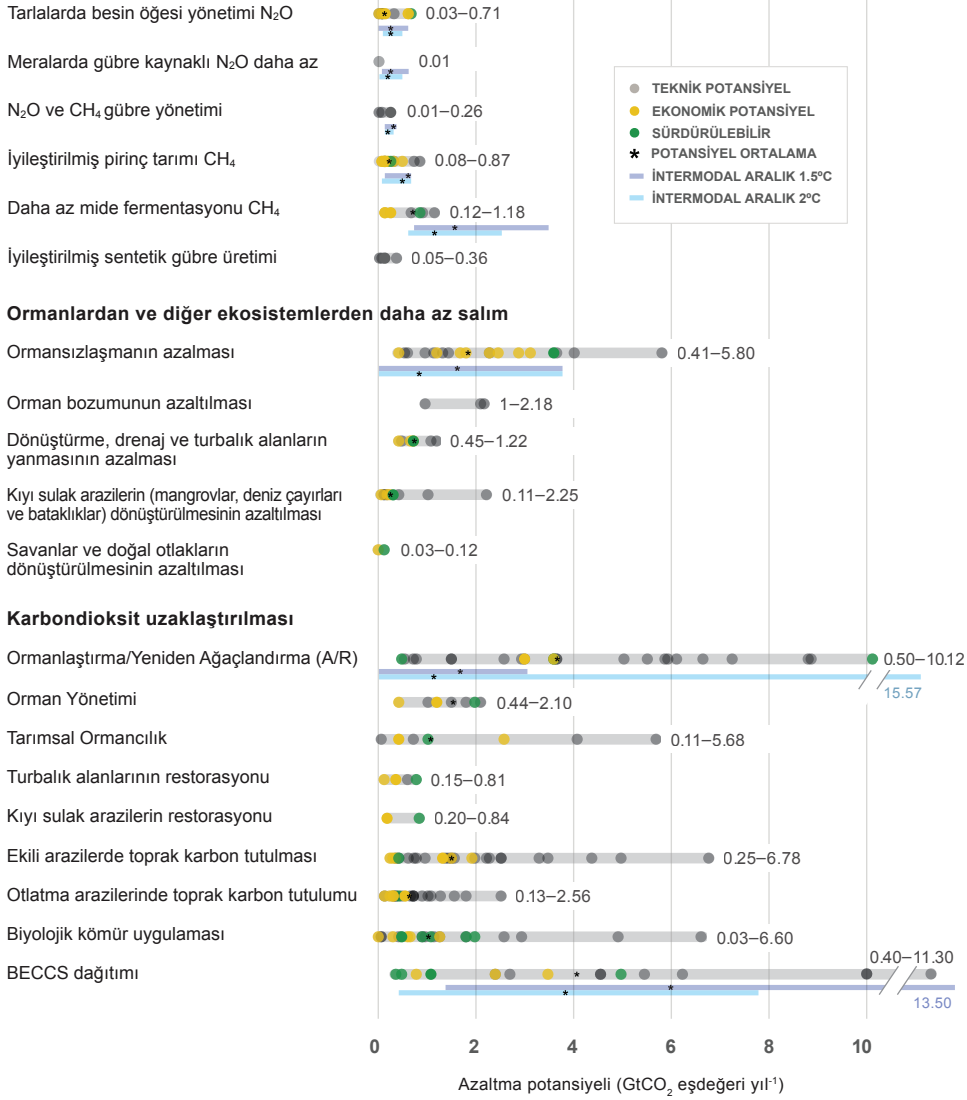 Tarlalarda besin öğesi yönetimi N₂O
0.03–0.71
Meralarda gübre kaynaklı N₂O daha az
0.01
N₂O ve CH₄ gübre yönetimi
0.01–0.26
İyileştirilmiş pirinç tarımı CH₄
0.08–0.87
Daha az mide fermentasyonu CH₄
0.12–1.18
İyileştirilmiş sentetik gübre üretimi
0.05–0.36
TEKNİK POTANSİYEL
EKONOMİK POTANSİYEL
SÜRDÜRÜLEBİLİR
* POTANSİYEL ORTALAMA
İNTERMODAL ARALIK 1.5ºC
İNTERMODAL ARALIK 2ºC
Ormanlardan ve diğer ekosistemlerden daha az salım
Ormansızlaşmanın azalması
0.41–5.80
Orman bozumunun azaltılması
1–2.18
Dönüştürme, drenaj ve turbalık alanların
yanmasının azalması
0.45–1.22
Kıyı sulak arazilerin (mangrovlar, deniz çayırları
ve bataklıklar) dönüştürülmesinin azaltılması
0.11–2.25
Savanlar ve doğal otlakların
dönüştürülmesinin azaltılması
0.03–0.12
Karbondioksit uzaklaştırılması
Ormanlaştırma/Yeniden Ağaçlandırma (A/R)
0.50–10.12
15.57
Orman Yönetimi
0.44–2.10
Tarımsal Ormancılık
0.11–5.68
Turbalık alanlarının restorasyonu
0.15–0.81
Kıyı sulak arazilerin restorasyonu
0.20–0.84
Ekili arazilerde toprak karbon tutulması
0.25–6.78
Otlatma arazilerinde toprak karbon tutulumu
0.13–2.56
Biyolojik kömür uygulaması
0.03–6.60
BECCS dağıtımı
0.40–11.30
13.50
0 2 4 6 8 10
Azaltma potansiyeli (GtCO₂ eşdeğeri yıl⁻¹)